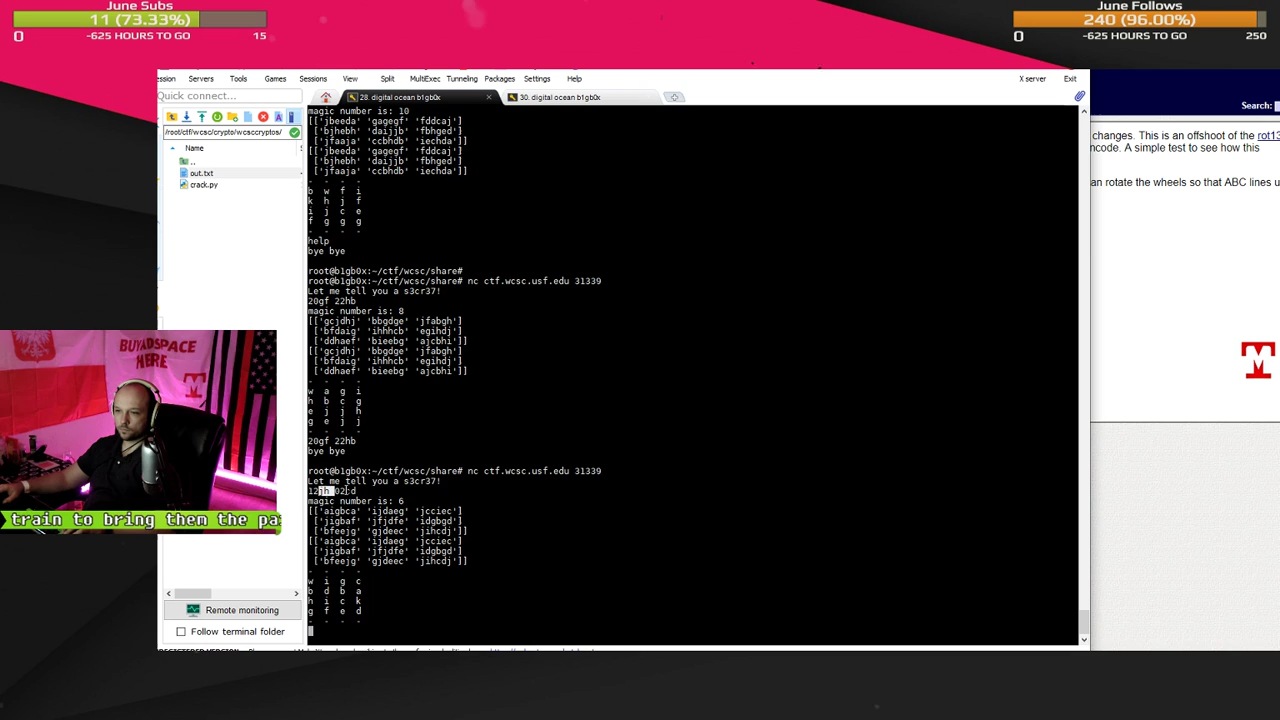 June Subs
11 (73.33%)
0 -625 HOURS TO GO 15
June Follows
240 (96.00%)
0 -625 HOURS TO GO 250
ession Servers Tools Games Sessions View Split MultiExec Tunneling Packages Settings Help X server Exit
Quick connect...
28. digital ocean b1gb0x
30. digital ocean b1gb0x
/root/ctf/wcsc/crypto/wcsccryptos/
Name
..
out.txt
crack.py
magic number is: 10
[['jbeeda' 'gagegf' 'fddcaj']
['bjhebh' 'daijjb' 'fbhged']
['jfaaja' 'ccbhdb' 'iechda']]
[['jbeeda' 'gagegf' 'fddcaj']
['bjhebh' 'daijjb' 'fbhged']
['jfaaja' 'ccbhdb' 'iechda']]
- - - -
b w f i
k h j f
i j c e
f g g g
- - - -
help
bye bye
root@b1gb0x:~/ctf/wcsc/share#
root@b1gb0x:~/ctf/wcsc/share# nc ctf.wcsc.usf.edu 31339
Let me tell you a s3cr37!
20gf 22hb
magic number is: 8
[['gcjdhj' 'bbgdge' 'jfabgh']
['bfdaig' 'ihhhcb' 'egihdj']
['ddhaef' 'bieebg' 'ajcbhi']]
[['gcjdhj' 'bbgdge' 'jfabgh']
['bfdaig' 'ihhhcb' 'egihdj']
['ddhaef' 'bieebg' 'ajcbhi']]
- - - -
w a g i
h b c g
e j j h
g e j j
- - - -
20gf 22hb
bye bye
root@b1gb0x:~/ctf/wcsc/share# nc ctf.wcsc.usf.edu 31339
Let me tell you a s3cr37!
magic number is: 6
[['aigbca' 'ijdaeg' 'jcciec']
['jigbaf' 'jfjdfe' 'idgbgd']
['bfeejg' 'gjdeec' 'jihcdj']]
[['aigbca' 'ijdaeg' 'jcciec']
['jigbaf' 'jfjdfe' 'idgbgd']
['bfeejg' 'gjdeec' 'jihcdj']]
- - - -
w i g c
b d b a
h i c k
g f e d
- - - -
Remote monitoring
Follow terminal folder
Search:
changes. This is an offshoot of the rot13
ncode. A simple test to see how this
an rotate the wheels so that ABC lines u
BUY ADSPACE
HERE
train to bring them the pa